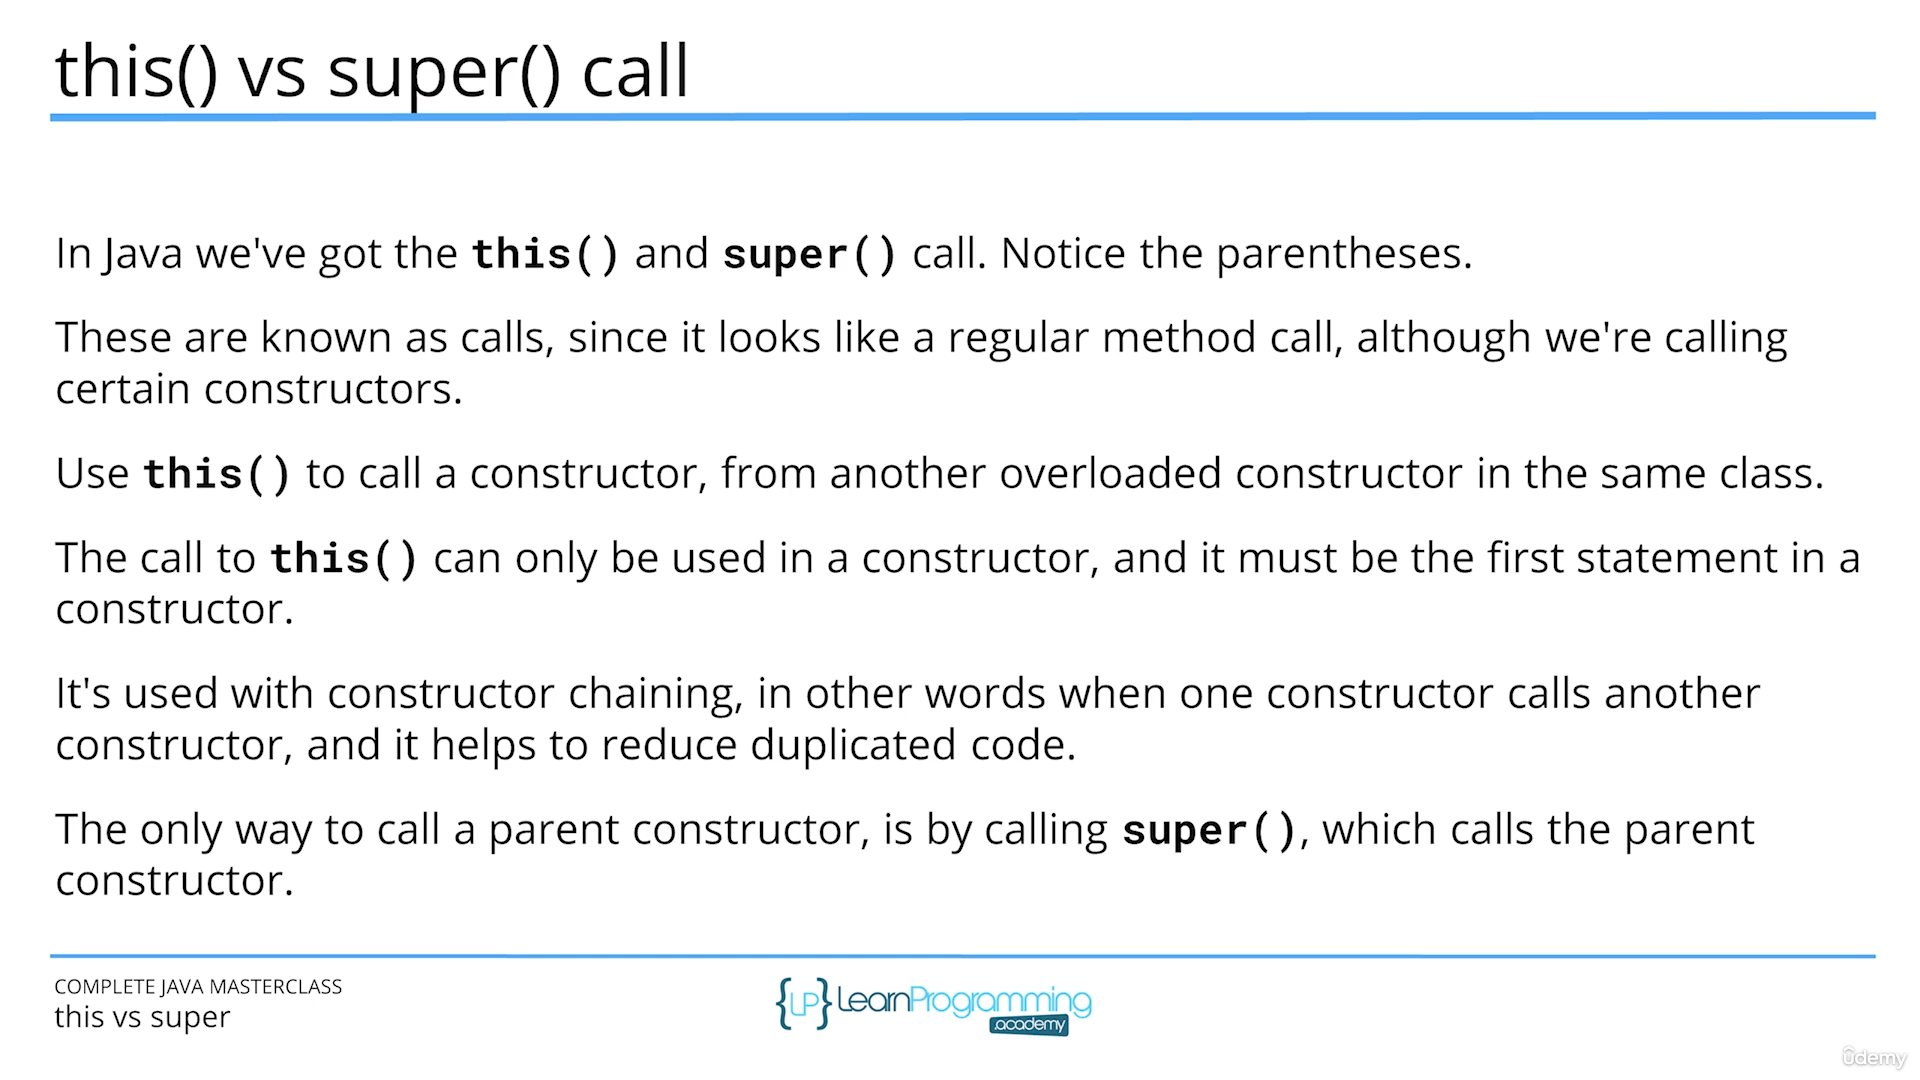 this() vs super() call
In Java we've got the this() and super() call. Notice the parentheses.
These are known as calls, since it looks like a regular method call, although we're calling
certain constructors.
Use this() to call a constructor, from another overloaded constructor in the same class.
The call to this() can only be used in a constructor, and it must be the first statement in a
constructor.
It's used with constructor chaining, in other words when one constructor calls another
constructor, and it helps to reduce duplicated code.
The only way to call a parent constructor, is by calling super(), which calls the parent
constructor.
COMPLETE JAVA MASTERCLASS
this vs super
{LP} LearnProgramming
.academy
ûdemy